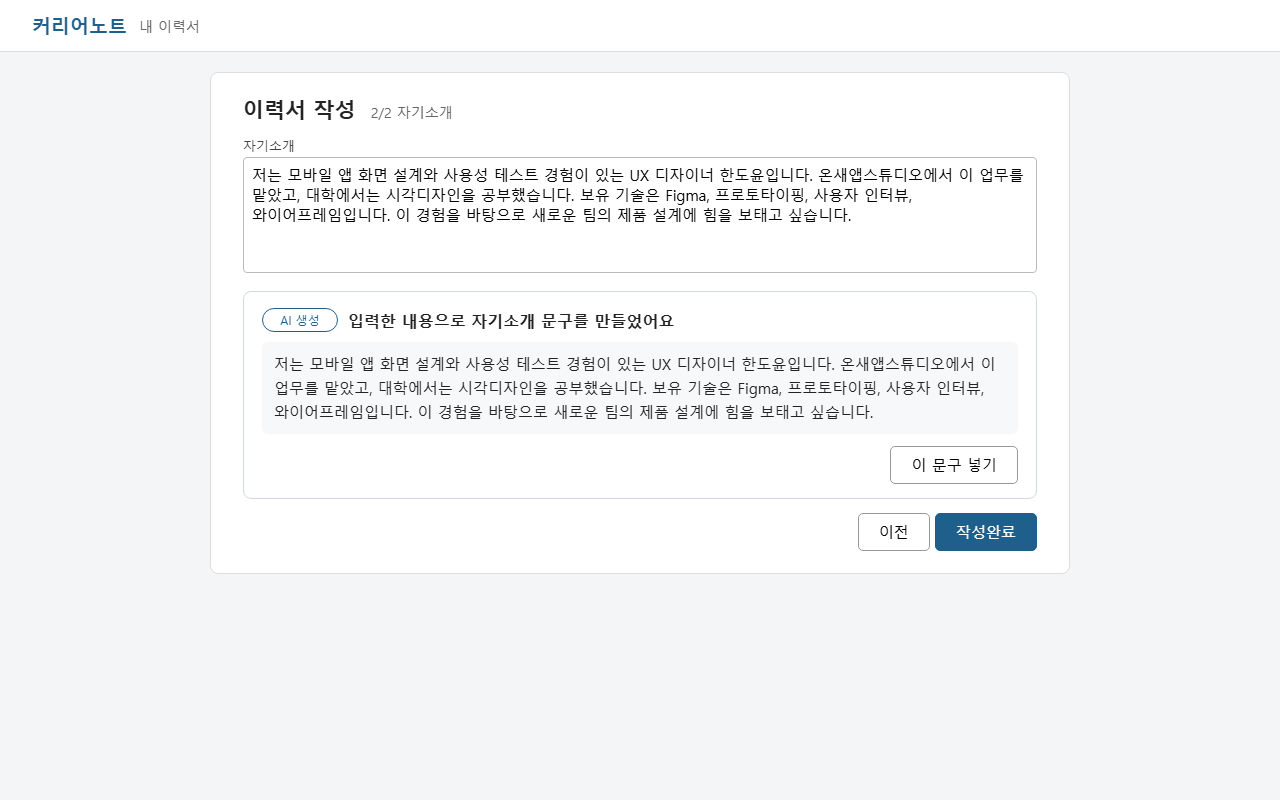 커리어노트 내 이력서
이력서 작성 2/2 자기소개
자기소개
저는 모바일 앱 화면 설계와 사용성 테스트 경험이 있는 UX 디자이너 한도윤입니다. 온새앱스튜디오에서 이 업무를
맡았고, 대학에서는 시각디자인을 공부했습니다. 보유 기술은 Figma, 프로토타이핑, 사용자 인터뷰,
와이어프레임입니다. 이 경험을 바탕으로 새로운 팀의 제품 설계에 힘을 보태고 싶습니다.
AI 생성 입력한 내용으로 자기소개 문구를 만들었어요
저는 모바일 앱 화면 설계와 사용성 테스트 경험이 있는 UX 디자이너 한도윤입니다. 온새앱스튜디오에서 이
업무를 맡았고, 대학에서는 시각디자인을 공부했습니다. 보유 기술은 Figma, 프로토타이핑, 사용자 인터뷰,
와이어프레임입니다. 이 경험을 바탕으로 새로운 팀의 제품 설계에 힘을 보태고 싶습니다.
이 문구 넣기
이전 작성완료